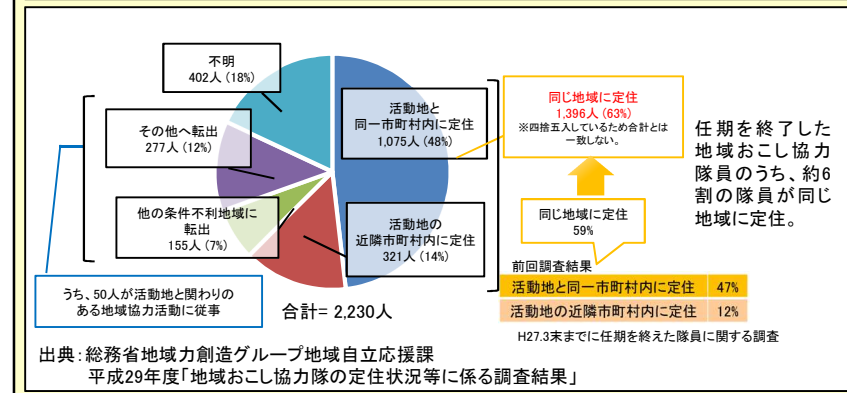 不明
402人 (18%)
その他へ転出
277人 (12%)
他の条件不利地域に
転出
155人 (7%)
うち、50人が活動地と関わりの
ある地域協力活動に従事
活動地と
同一市町村内に定住
1,075人 (48%)
活動地の
近隣市町村内に定住
321人 (14%)
合計= 2,230人
同じ地域に定住
1,396人 (63%)
※四捨五入しているため合計とは
一致しない。
同じ地域に定住
59%
前回調査結果
活動地と同一市町村内に定住 47%
活動地の近隣市町村内に定住 12%
H27.3末までに任期を終えた隊員に関する調査
任期を終了した
地域おこし協力
隊員のうち、約6
割の隊員が同じ
地域に定住。
出典：総務省地域力創造グループ地域自立応援課
平成29年度「地域おこし協力隊の定住状況等に係る調査結果」